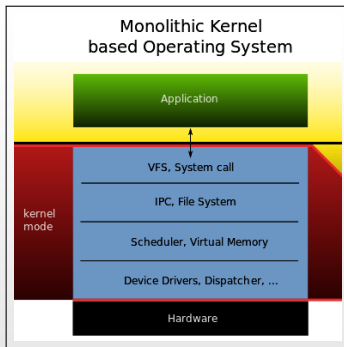 Monolithic Kernel
based Operating System
Application
VFS, System call
IPC, File System
kernel
mode
Scheduler, Virtual Memory
Device Drivers, Dispatcher, ...
Hardware